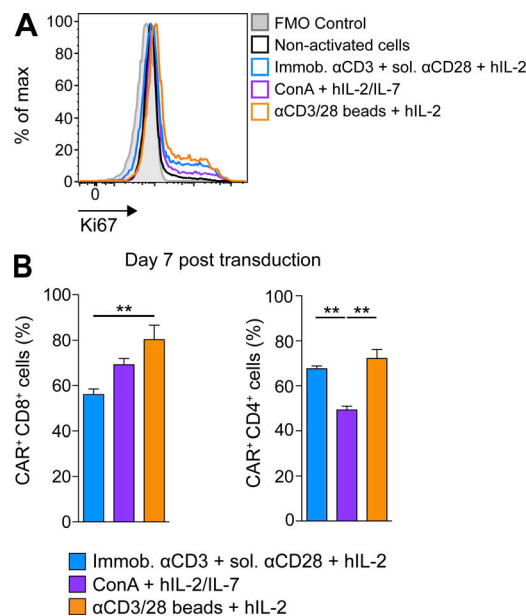 A
% of max
100
80
60
40
20
0
0
Ki67
FMO Control
Non-activated cells
Immob. αCD3 + sol. αCD28 + hIL-2
ConA + hIL-2/IL-7
αCD3/28 beads + hIL-2
B
Day 7 post transduction
CAR⁺ CD8⁺ cells (%)
100
80
60
40
20
0
**
CAR⁺ CD4⁺ cells (%)
100
80
60
40
20
0
** **
Immob. αCD3 + sol. αCD28 + hIL-2
ConA + hIL-2/IL-7
αCD3/28 beads + hIL-2